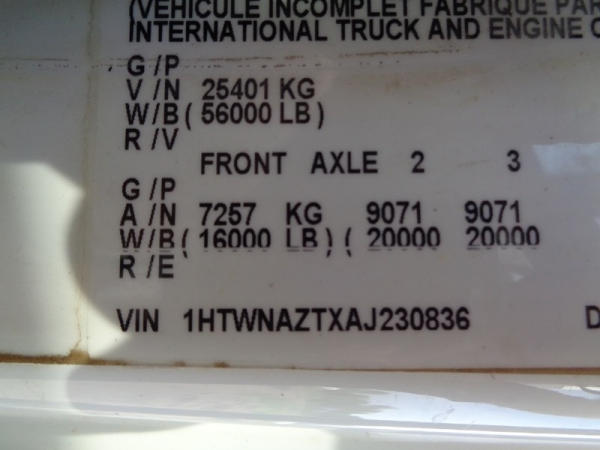 (VEHICULE INCOMPLET FABRIQUE PAR
INTERNATIONAL TRUCK AND ENGINE
G/P
V/N 25401 KG
W/B (56000 LB)
R/V
FRONT AXLE 2 3
G/P
A/N 7257 KG 9071 9071
W/B (16000 LB) ( 20000 20000
R/E
VIN 1HTWNAZTXAJ230836 D